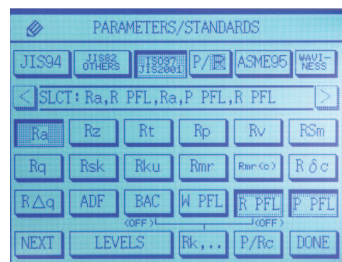 PARAMETERS/STANDARDS
JIS94 JIS82 OTHERS ISO97 JIS2001 P/R ASME95 WAVI-NESS
< SLCT: Ra,R PFL,Ra,P PFL,R PFL >
Ra Rz Rt Rp Rv RSm
Rq Rsk Rku Rmr Rmr(c) Rδc
R△q ADF BAC W PFL R PFL P PFL
(OFF) (OFF)
NEXT LEVELS Rk,.. P/Rc DONE